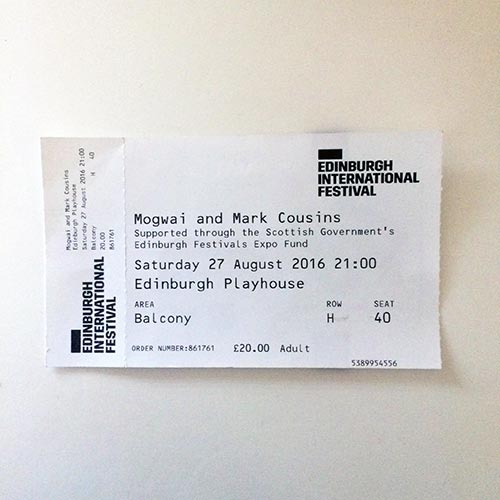 Mogwai and Mark Cousins
Edinburgh Playhouse
Saturday 27 August 2016 21:00
Balcony H 40
20.00
861761
EDINBURGH
INTERNATIONAL
FESTIVAL
EDINBURGH
INTERNATIONAL
FESTIVAL
Mogwai and Mark Cousins
Supported through the Scottish Government's
Edinburgh Festivals Expo Fund
Saturday 27 August 2016 21:00
Edinburgh Playhouse
AREA ROW SEAT
Balcony H 40
ORDER NUMBER:861761 £20.00 Adult
5389954556